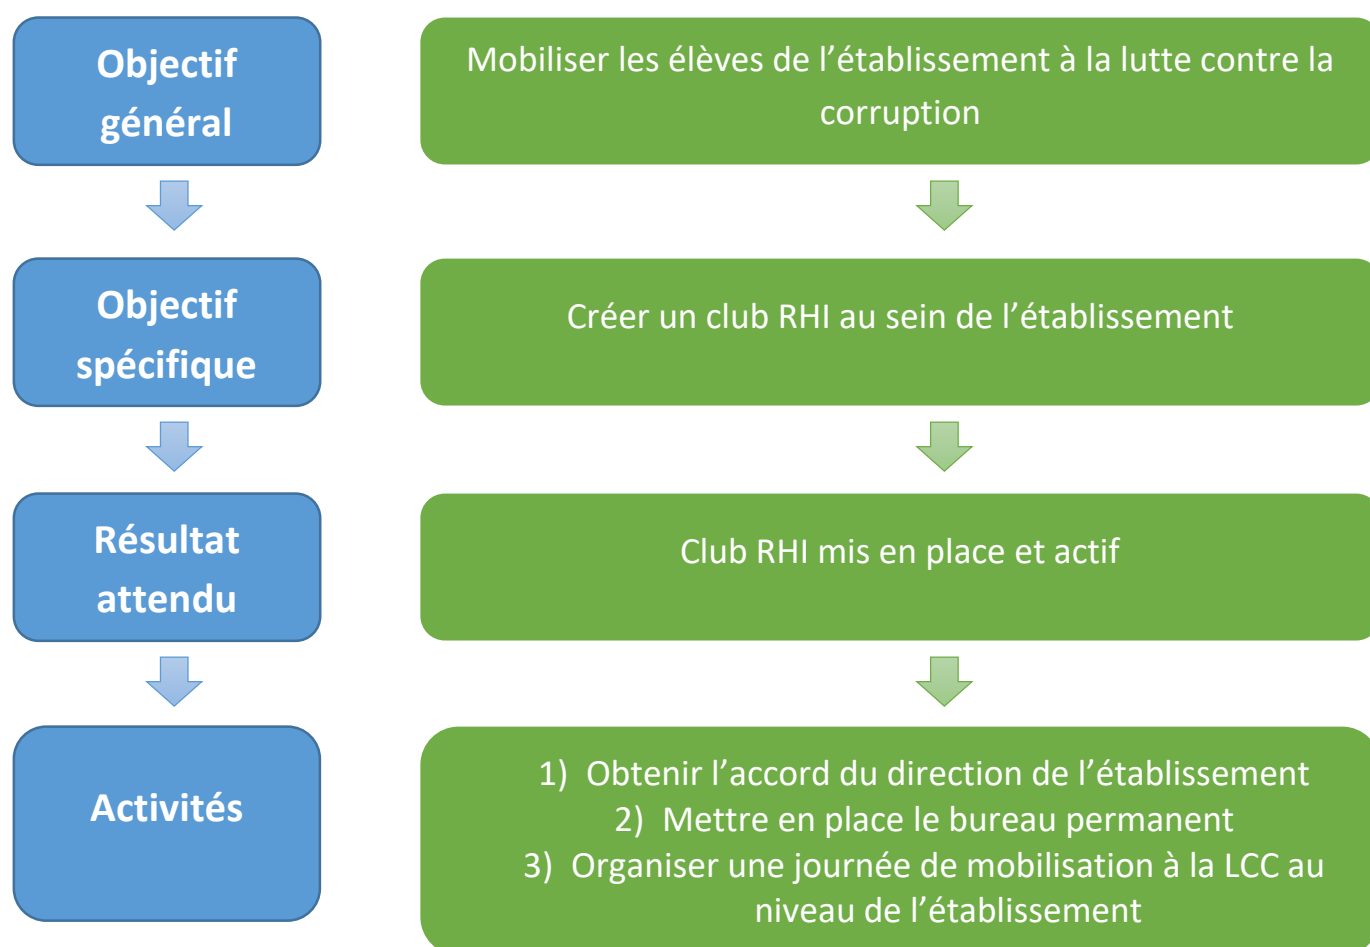 Objectif
général
Mobiliser les élèves de l’établissement à la lutte contre la
corruption
Objectif
spécifique
Créer un club RHI au sein de l’établissement
Résultat
attendu
Club RHI mis en place et actif
Activités
1) Obtenir l’accord du direction de l’établissement
2) Mettre en place le bureau permanent
3) Organiser une journée de mobilisation à la LCC au
niveau de l’établissement